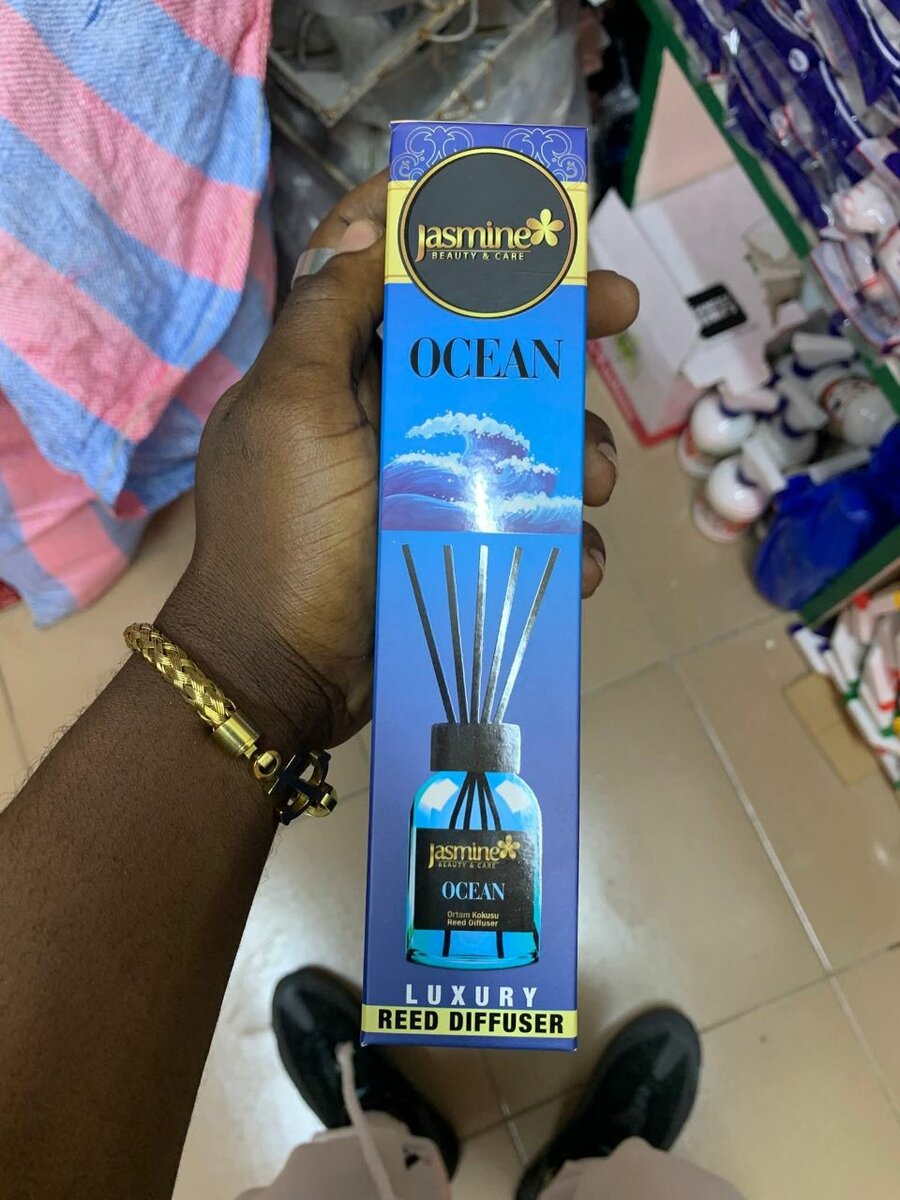 Jasmine
BEAUTY & CARE
OCEAN
Jasmine
BEAUTY & CARE
OCEAN
Ortam Kokusu
Reed Diffuser
LUXURY
REED DIFFUSER